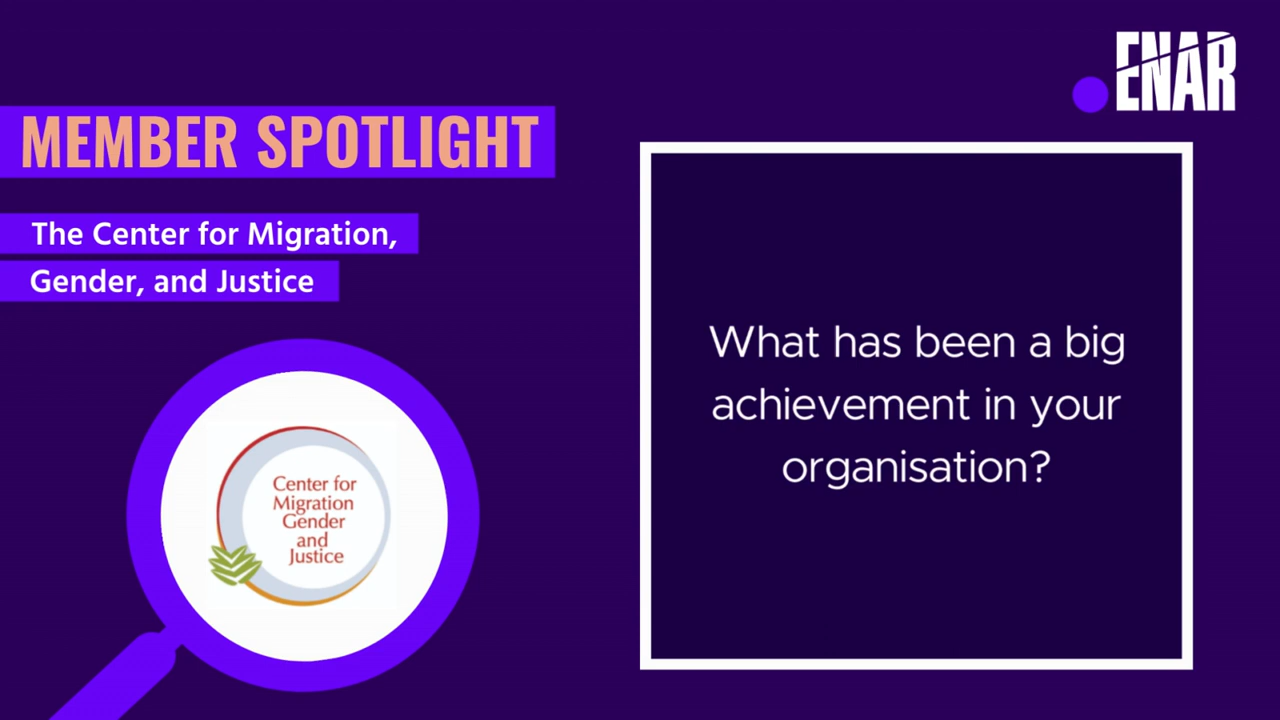 ENAR
MEMBER SPOTLIGHT
The Center for Migration,
Gender, and Justice
Center for
Migration
Gender
and
Justice
What has been a big
achievement in your
organisation?